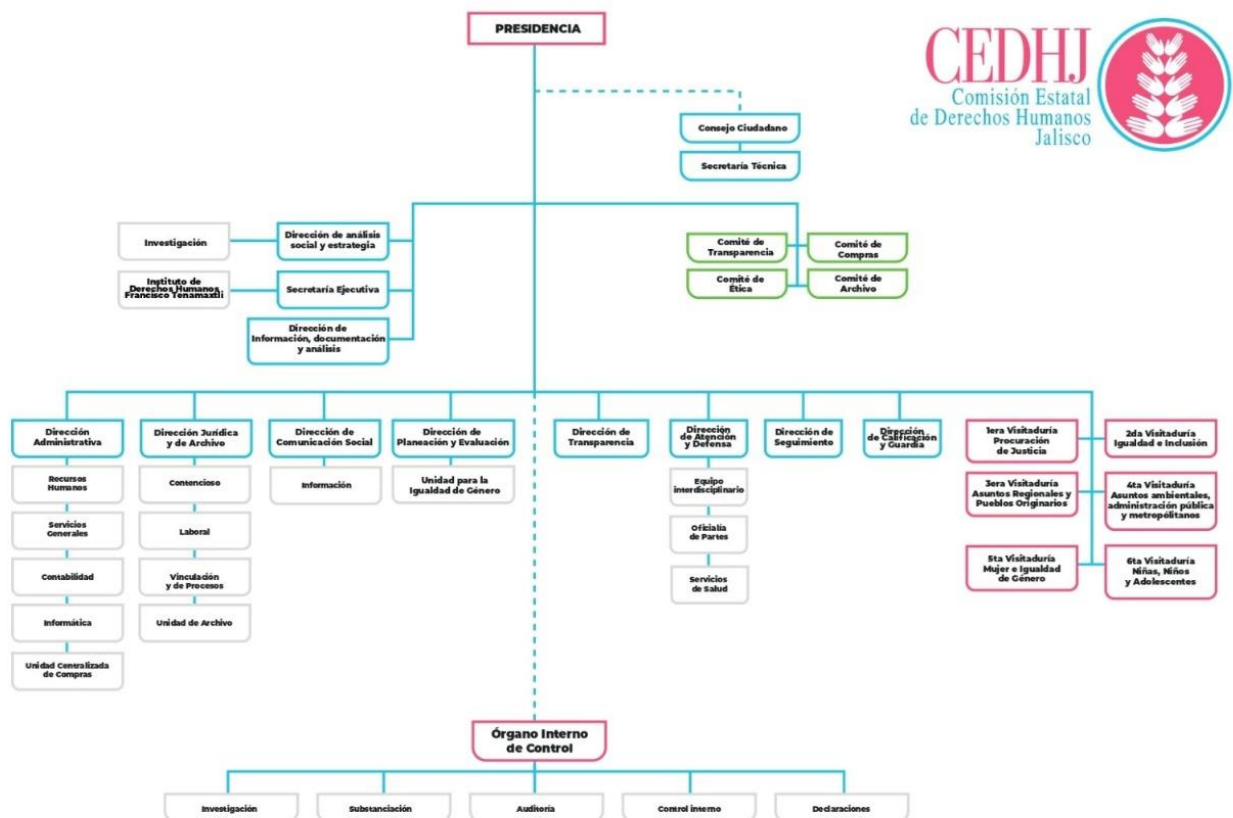 PRESIDENCIA
CEDHJ
Comisión Estatal
de Derechos Humanos
Jalisco
Consejo Ciudadano
Secretaría Técnica
Investigación
Dirección de análisis
social y estrategia
Instituto de
Derechos Humanos
Francisco Tenamaxtli
Secretaría Ejecutiva
Dirección de
Información, documentación
y análisis
Comité de
Transparencia
Comité de
Compras
Comité de
Ética
Comité de
Archivo
Dirección
Administrativa
Recursos
Humanos
Servicios
Generales
Contabilidad
Informática
Unidad Centralizada
de Compras
Dirección Jurídica
y de Archivo
Contencioso
Laboral
Vinculación
y de Procesos
Unidad de Archivo
Dirección de
Comunicación Social
Información
Dirección de
Planeación y Evaluación
Unidad para la
Igualdad de Género
Dirección de
Transparencia
Dirección
de Atención
y Defensa
Equipo
interdisciplinario
Oficialía
de Partes
Servicios
de Salud
Dirección de
Seguimiento
Dirección
de Calificación
y Guardia
1era Visitaduría
Procuración
de Justicia
2da Visitaduría
Igualdad e Inclusión
3era Visitaduría
Asuntos Regionales y
Pueblos Originarios
4ta Visitaduría
Asuntos ambientales,
administración pública
y metropólitanos
5ta Visitaduría
Mujer e Igualdad
de Género
6ta Visitaduría
Niñas, Niños
y Adolescentes
Órgano Interno
de Control
Investigación
Substanciación
Auditoría
Control interno
Declaraciones